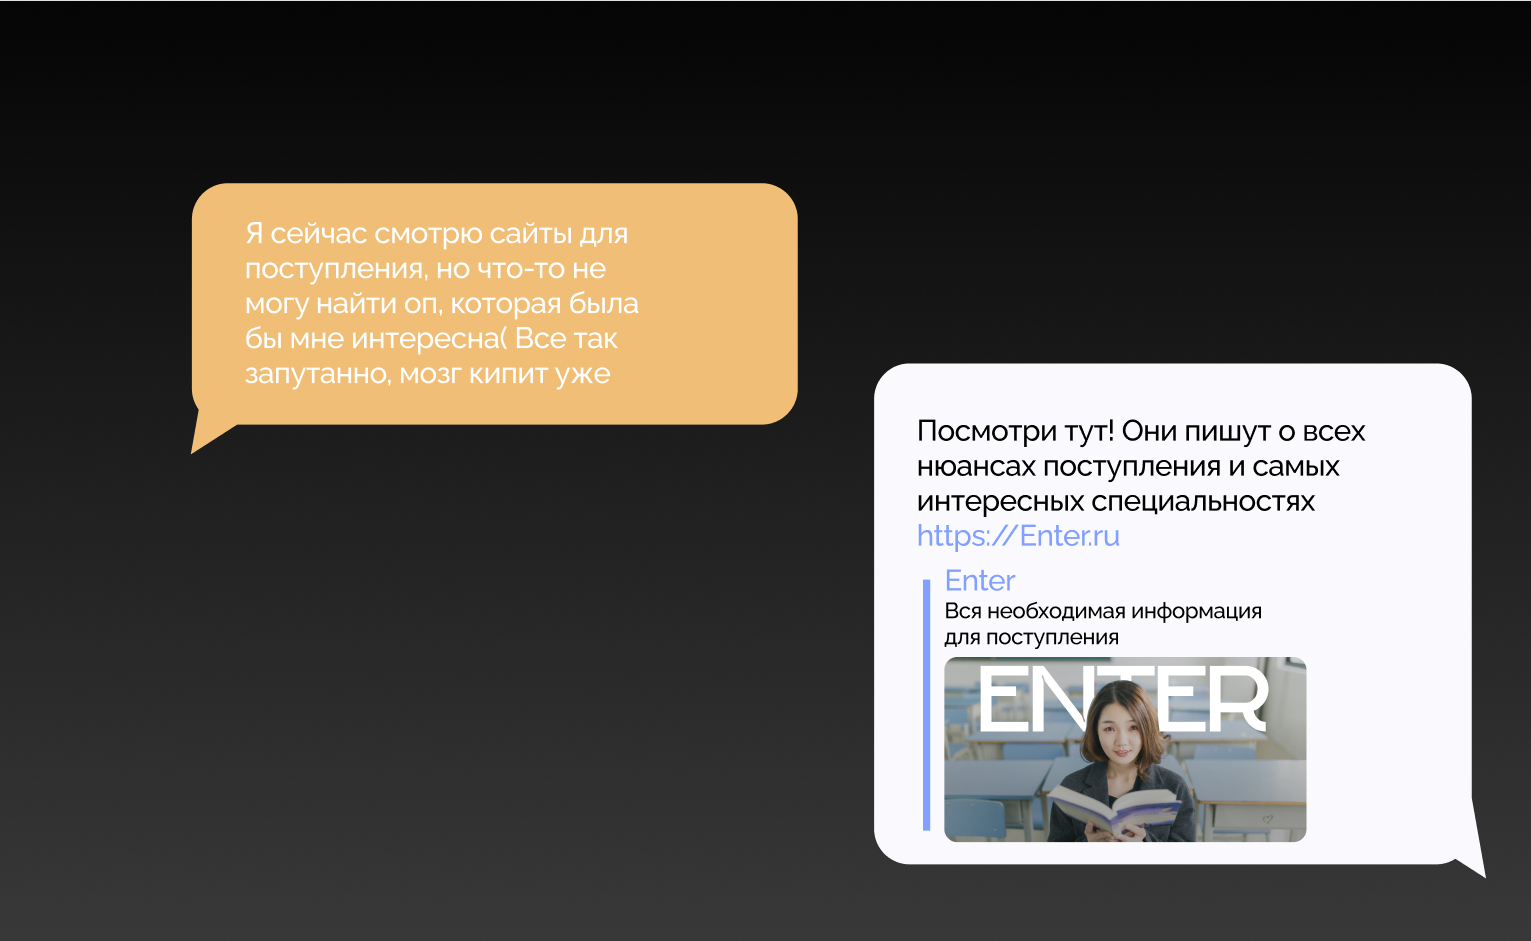 Я сейчас смотрю сайты для
поступления, но что-то не
могу найти оп, которая была
бы мне интересна( Все так
запутанно, мозг кипит уже
Посмотри тут! Они пишут о всех
нюансах поступления и самых
интересных специальностях
https://Enter.ru
Enter
Вся необходимая информация
для поступления
ENTER